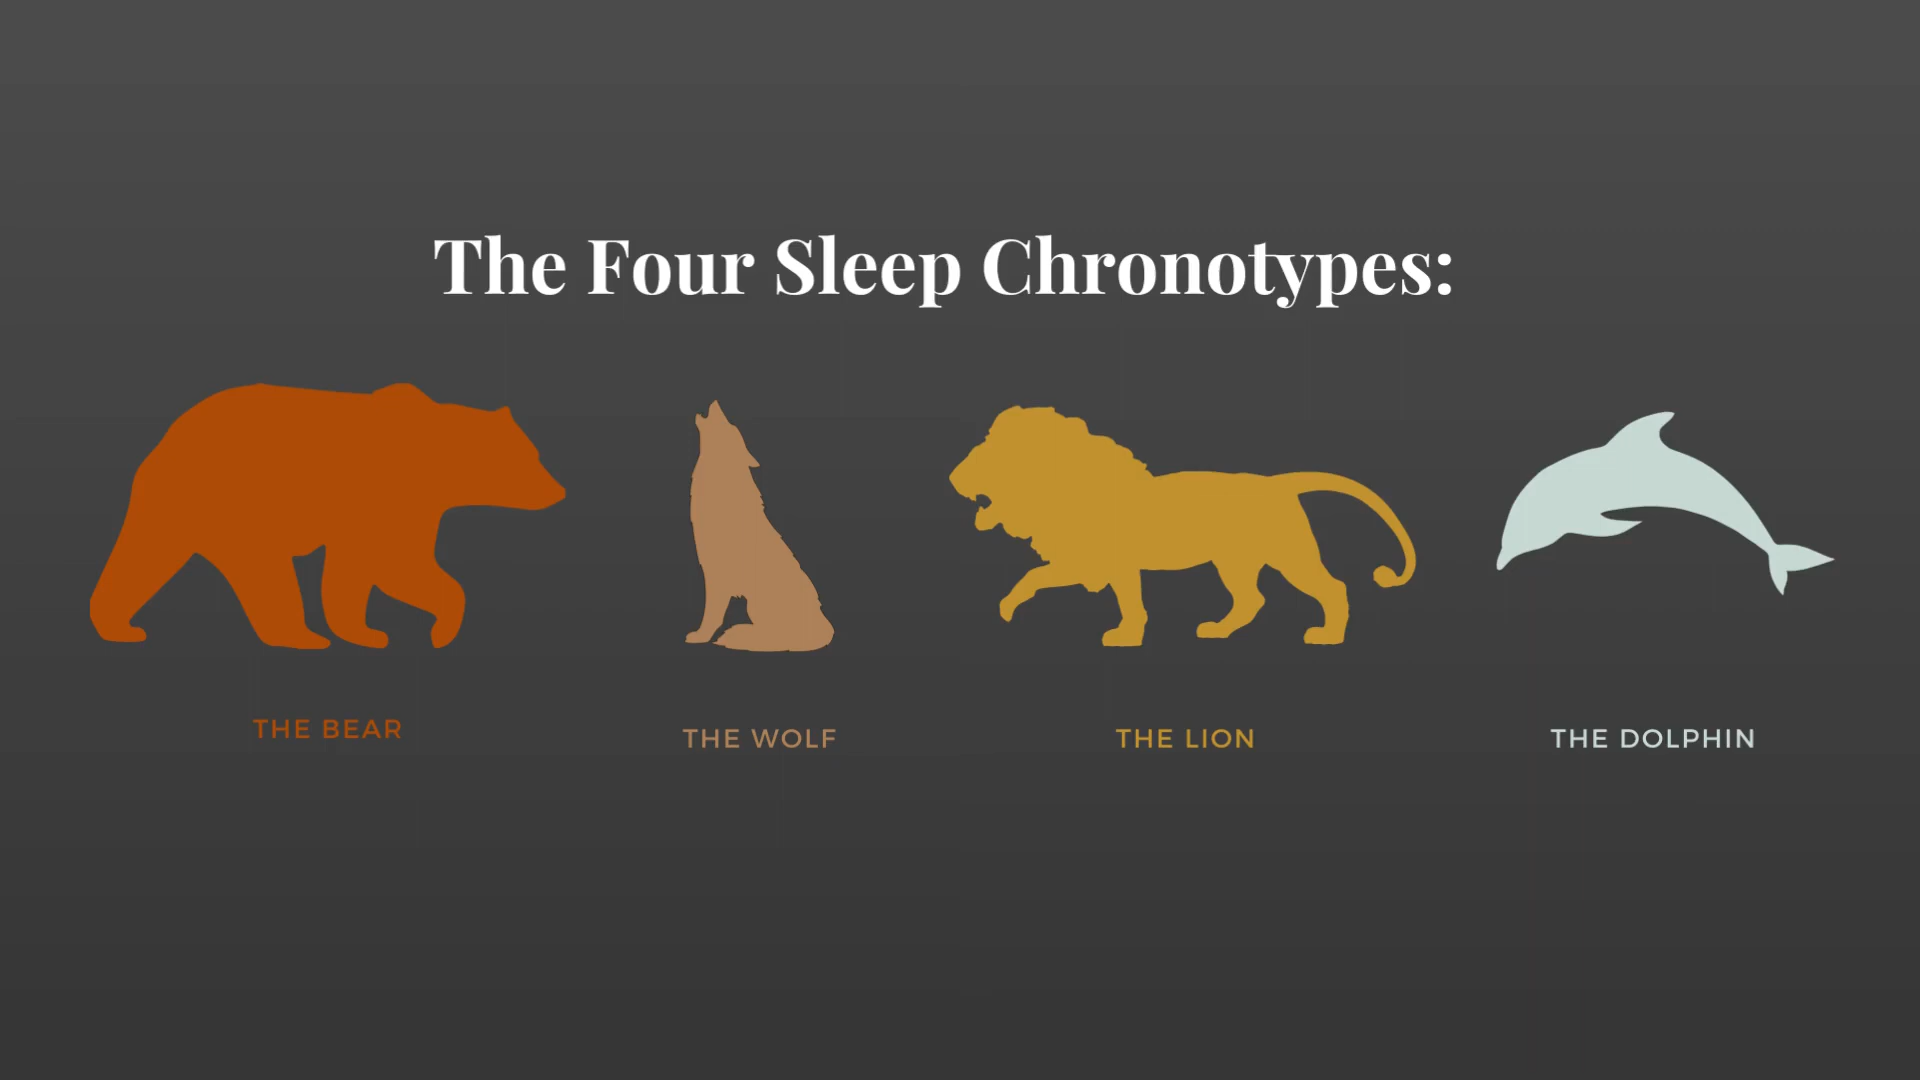 The Four Sleep Chronotypes:
THE BEAR
THE WOLF
THE LION
THE DOLPHIN